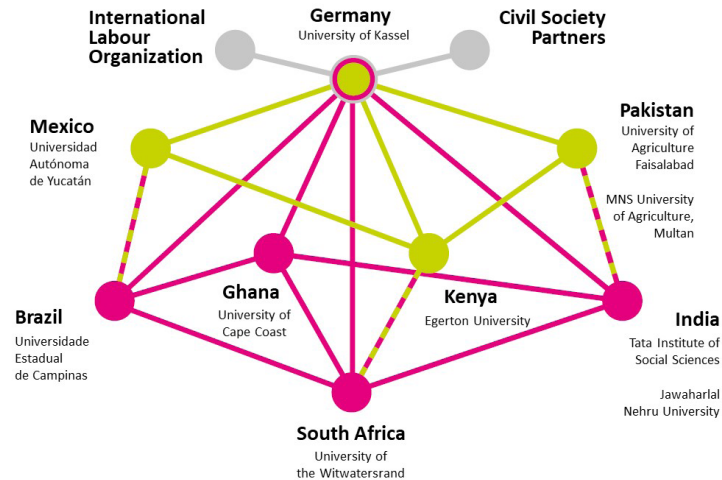 International
Labour
Organization
Germany
University of Kassel
Civil Society
Partners
Mexico
Universidad
Autónoma
de Yucatán
Pakistan
University of
Agriculture
Faisalabad
MNS University
of Agriculture,
Multan
Brazil
Universidade
Estadual
de Campinas
Ghana
University of
Cape Coast
Kenya
Egerton University
India
Tata Institute of
Social Sciences
Jawaharlal
Nehru University
South Africa
University of
the Witwatersrand